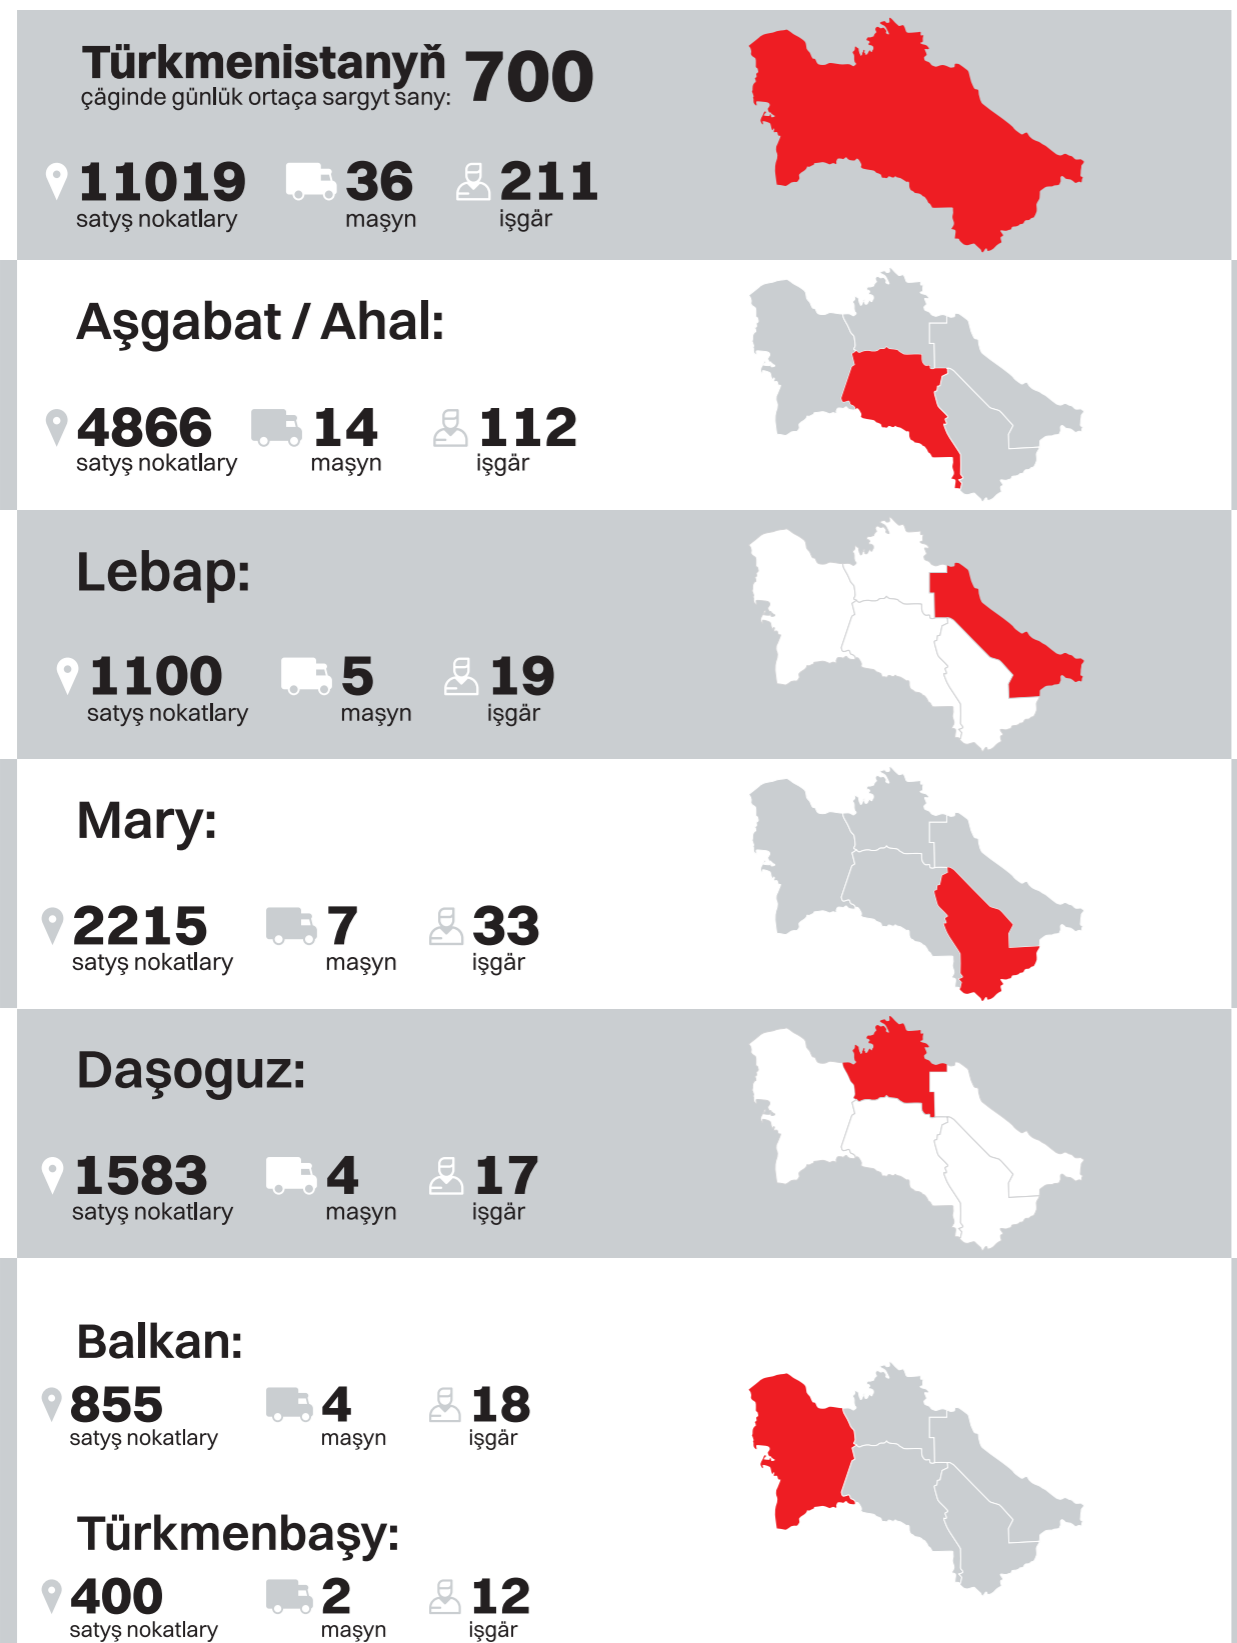 Türkmenistanyň 700
çäginde günlük ortaça sargyt sany:
11019 36 211
satyş nokatlary maşyn işgär
Aşgabat / Ahal:
4866 14 112
satyş nokatlary maşyn işgär
Lebap:
1100 5 19
satyş nokatlary maşyn işgär
Mary:
2215 7 33
satyş nokatlary maşyn işgär
Daşoguz:
1583 4 17
satyş nokatlary maşyn işgär
Balkan:
855 4 18
satyş nokatlary maşyn işgär
Türkmenbaşy:
400 2 12
satyş nokatlary maşyn işgär